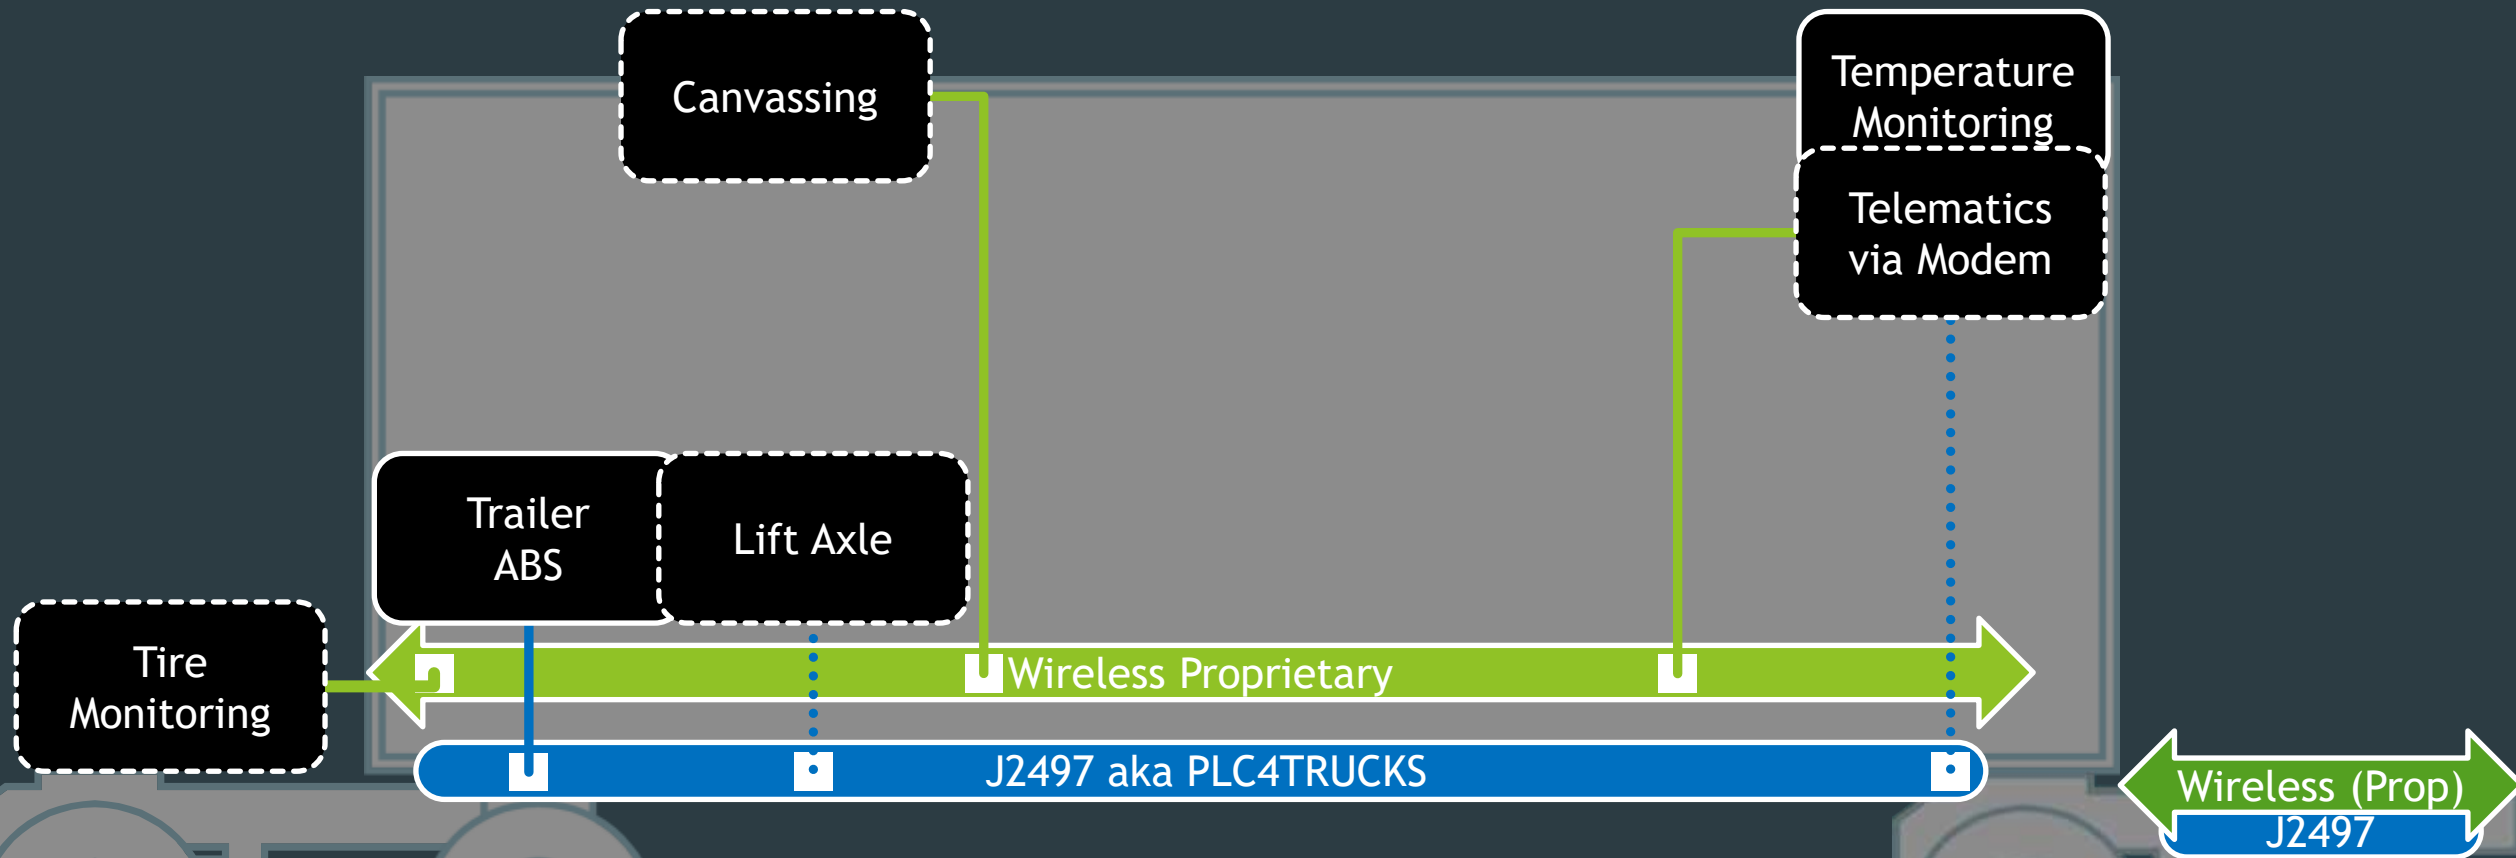 Canvassing
Temperature
Monitoring
Telematics
via Modem
Trailer
ABS
Lift Axle
Tire
Monitoring
Wireless Proprietary
J2497 aka PLC4TRUCKS
Wireless (Prop)
J2497